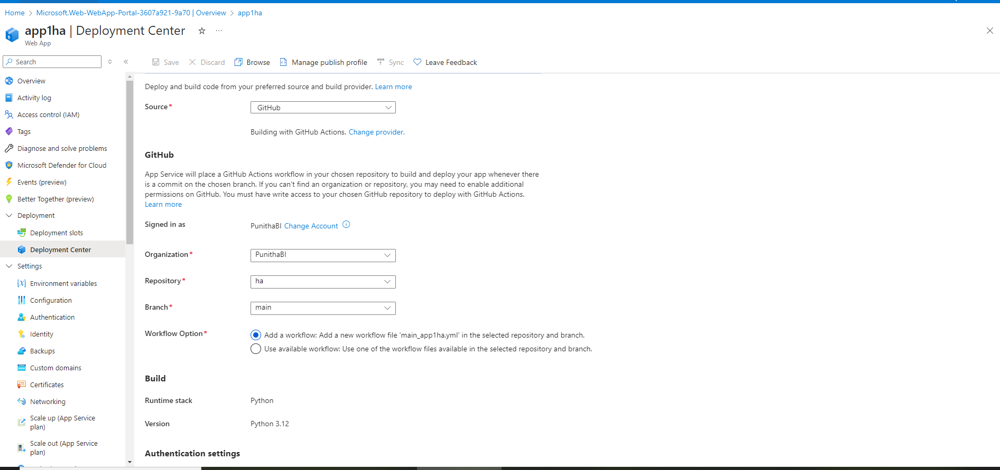 Home > Microsoft.Web-WebApp-Portal-3607a921-9a70 | Overview > app1ha
app1ha | Deployment Center
Web App
Search
Overview
Activity log
Access control (IAM)
Tags
Diagnose and solve problems
Microsoft Defender for Cloud
Events (preview)
Better Together (preview)
Deployment
Deployment slots
Deployment Center
Settings
Environment variables
Configuration
Authentication
Identity
Backups
Custom domains
Certificates
Networking
Scale up (App Service
plan)
Scale out (App Service
plan)
Save Discard Browse Manage publish profile Sync Leave Feedback
Deploy and build code from your preferred source and build provider. Learn more
Source*
GitHub
Building with GitHub Actions. Change provider.
GitHub
App Service will place a GitHub Actions workflow in your chosen repository to build and deploy your app whenever there
is a commit on the chosen branch. If you can't find an organization or repository, you may need to enable additional
permissions on GitHub. You must have write access to your chosen GitHub repository to deploy with GitHub Actions.
Learn more
Signed in as
PunithaBI Change Account
Organization*
PunithaBI
Repository*
ha
Branch*
main
Workflow Option*
Add a workflow: Add a new workflow file 'main_app1ha.yml' in the selected repository and branch.
Use available workflow: Use one of the workflow files available in the selected repository and branch.
Build
Runtime stack
Python
Version
Python 3.12
Authentication settings